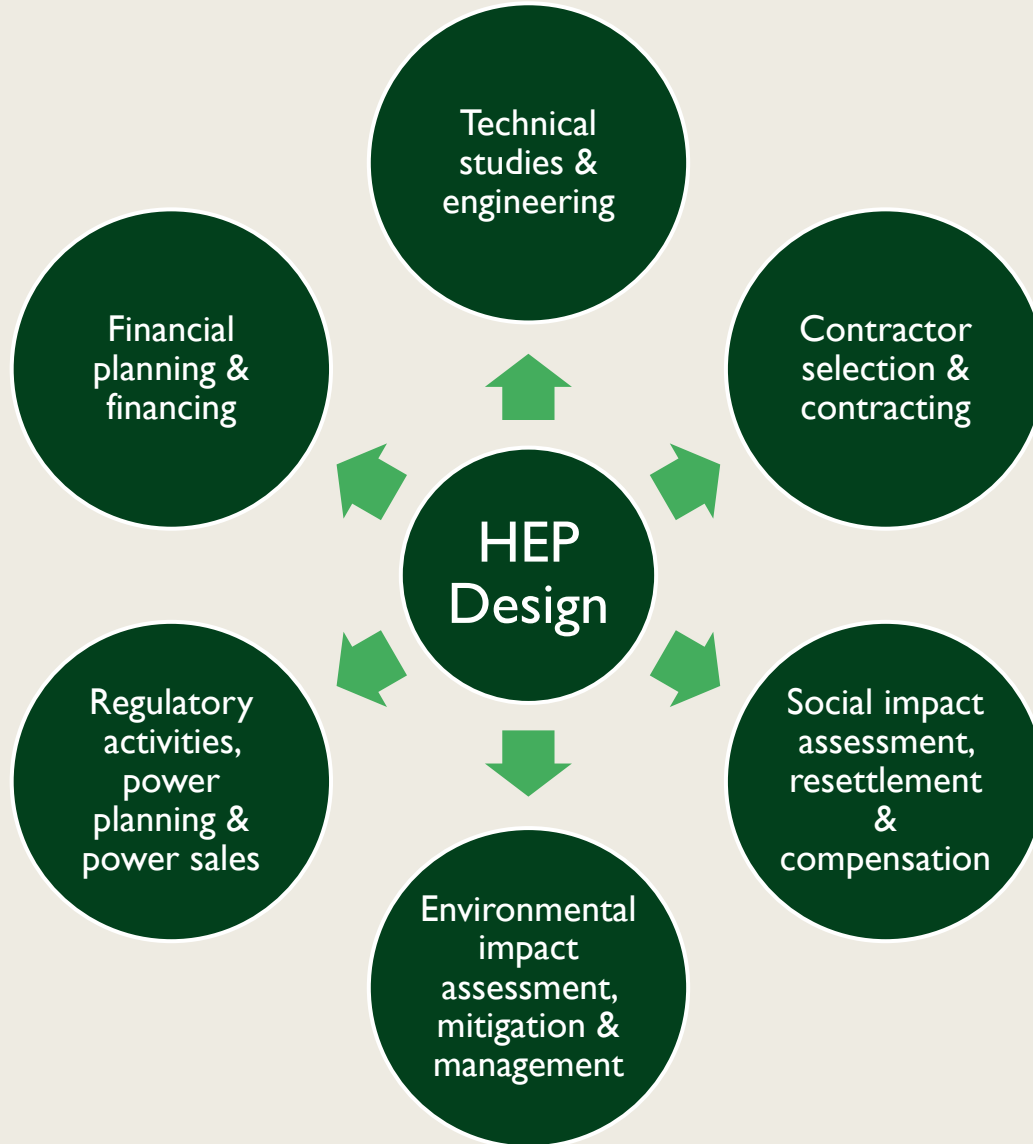 Technical
studies &
engineering
Financial
planning &
financing
Contractor
selection &
contracting
HEP
Design
Regulatory
activities,
power
planning &
power sales
Social impact
assessment,
resettlement
&
compensation
Environmental
impact
assessment,
mitigation &
management